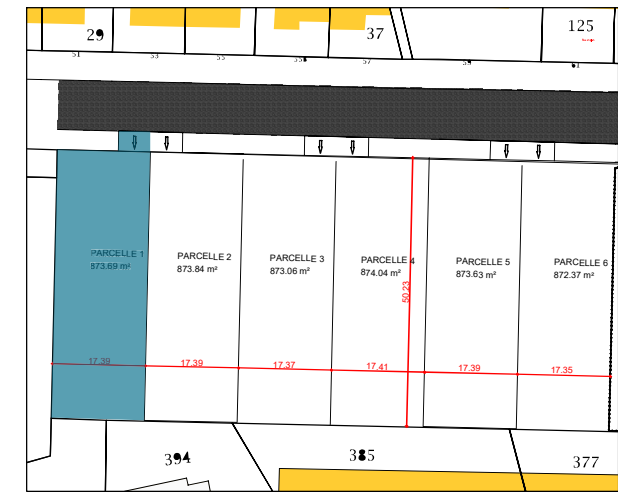 29
37
125
51
53
55
57
59
61
PARCELLE 1
873.69 m²
PARCELLE 2
873.84 m²
PARCELLE 3
873.06 m²
PARCELLE 4
874.04 m²
PARCELLE 5
873.63 m²
PARCELLE 6
872.37 m²
50.23
17.39
17.39
17.37
17.41
17.39
17.35
394
385
377